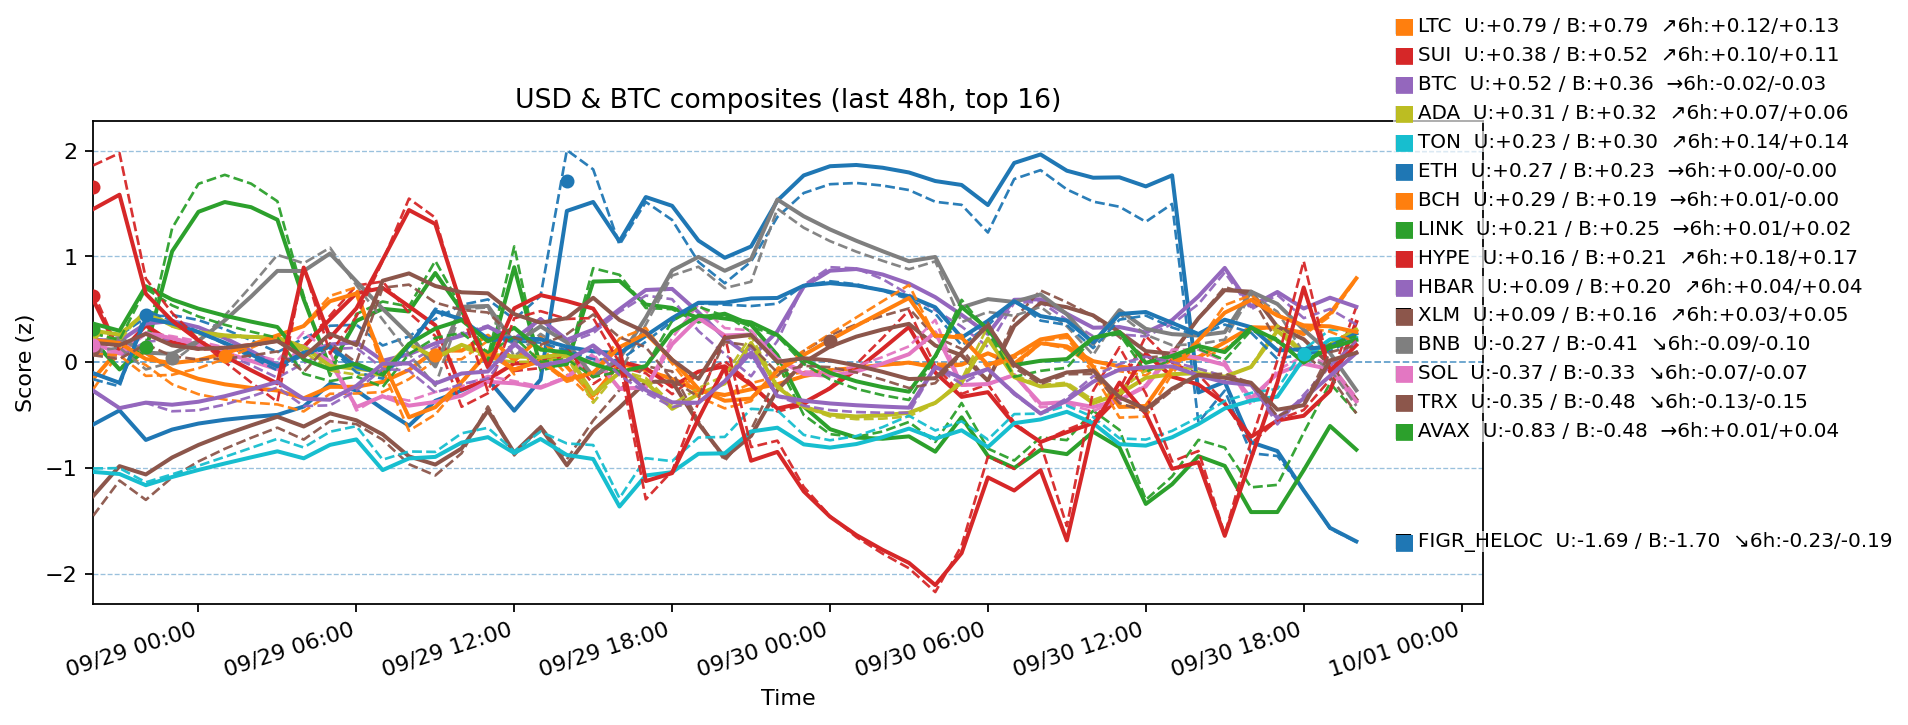 USD & BTC composites (last 48h, top 16)
LTC U:+0.79 / B:+0.79 ↗6h:+0.12/+0.13
SUI U:+0.38 / B:+0.52 ↗6h:+0.10/+0.11
BTC U:+0.52 / B:+0.36 →6h:-0.02/-0.03
ADA U:+0.31 / B:+0.32 ↗6h:+0.07/+0.06
TON U:+0.23 / B:+0.30 ↗6h:+0.14/+0.14
ETH U:+0.27 / B:+0.23 →6h:+0.00/-0.00
BCH U:+0.29 / B:+0.19 →6h:+0.01/-0.00
LINK U:+0.21 / B:+0.25 →6h:+0.01/+0.02
HYPE U:+0.16 / B:+0.21 ↗6h:+0.18/+0.17
HBAR U:+0.09 / B:+0.20 ↗6h:+0.04/+0.04
XLM U:+0.09 / B:+0.16 ↗6h:+0.03/+0.05
BNB U:-0.27 / B:-0.41 ↘6h:-0.09/-0.10
SOL U:-0.37 / B:-0.33 ↘6h:-0.07/-0.07
TRX U:-0.35 / B:-0.48 ↘6h:-0.13/-0.15
AVAX U:-0.83 / B:-0.48 →6h:+0.01/+0.04
FIGR_HELOC U:-1.69 / B:-1.70 ↘6h:-0.23/-0.19
Score (z)
2
1
0
−1
−2
09/29 00:00
09/29 06:00
09/29 12:00
09/29 18:00
09/30 00:00
09/30 06:00
09/30 12:00
09/30 18:00
10/01 00:00
Time